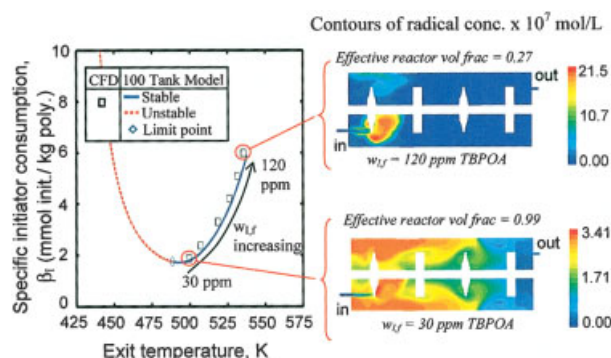 Contours of radical conc. x 10⁷ mol/L
Specific initiator consumption,
β_I (mmol init./ kg poly.)
10
8
6
4
2
0
CFD 100 Tank Model
Stable
Unstable
Limit point
120
ppm
w_{I,f}
increasing
30 ppm
425 450 475 500 525 550 575
Exit temperature, K
Effective reactor vol frac = 0.27
out
in
w_{I,f} = 120 ppm TBPOA
21.5
10.7
0.00
Effective reactor vol frac = 0.99
out
in
w_{I,f} = 30 ppm TBPOA
3.41
1.71
0.00